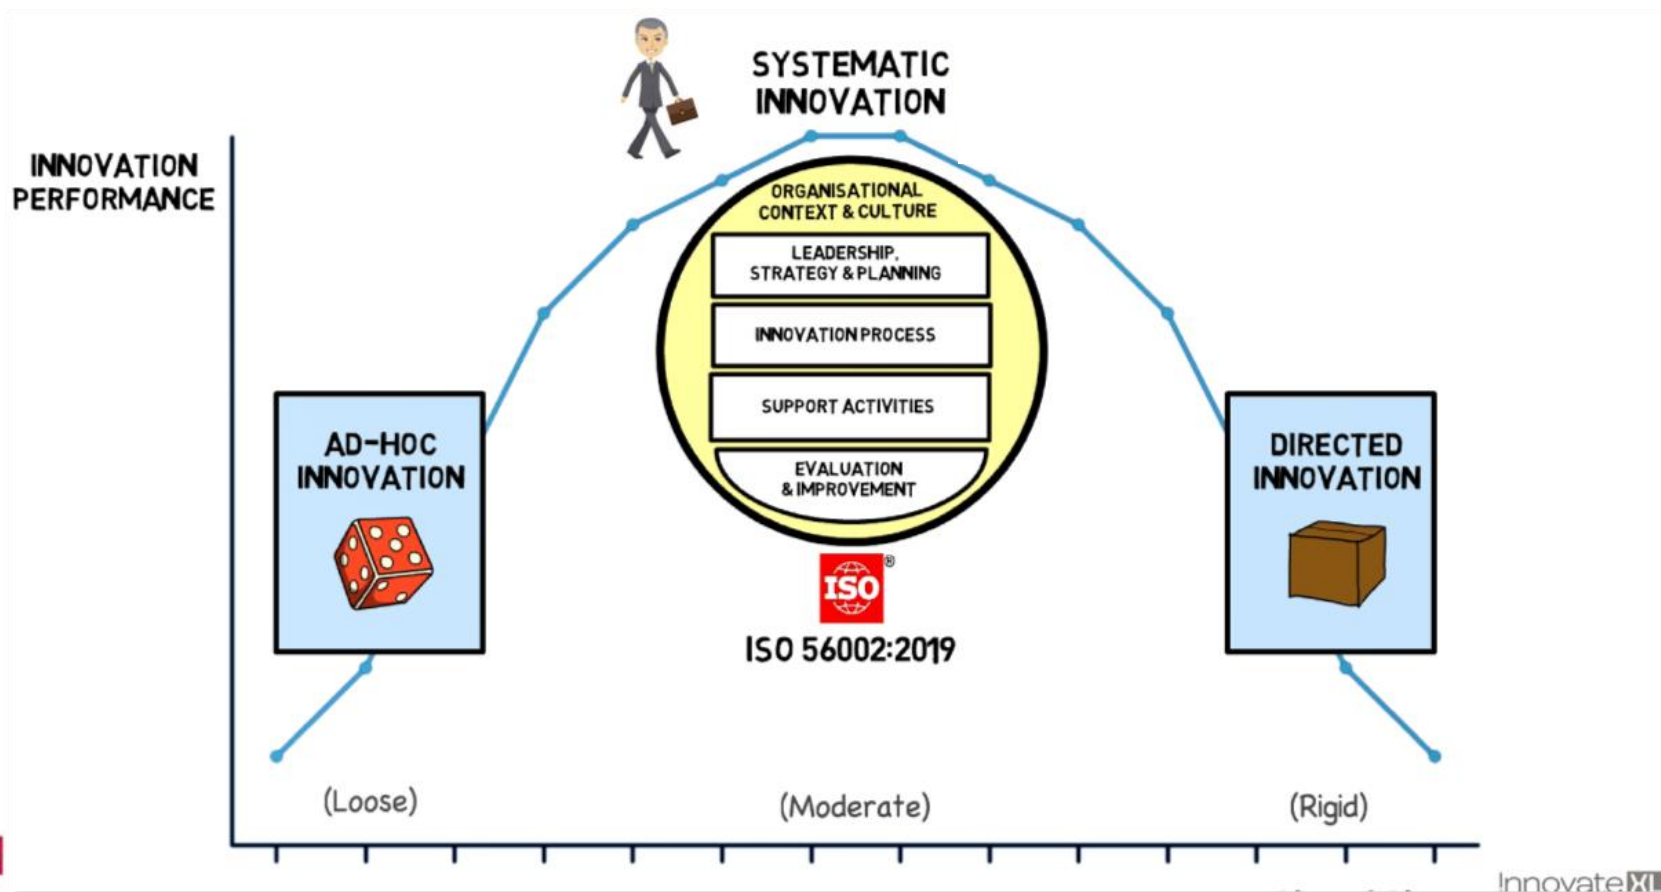 SYSTEMATIC
INNOVATION
INNOVATION
PERFORMANCE
ORGANISATIONAL
CONTEXT & CULTURE
LEADERSHIP,
STRATEGY & PLANNING
INNOVATION PROCESS
SUPPORT ACTIVITIES
EVALUATION
& IMPROVEMENT
AD-HOC
INNOVATION
DIRECTED
INNOVATION
ISO®
ISO 56002:2019
(Loose)
(Moderate)
(Rigid)
InnovateXL